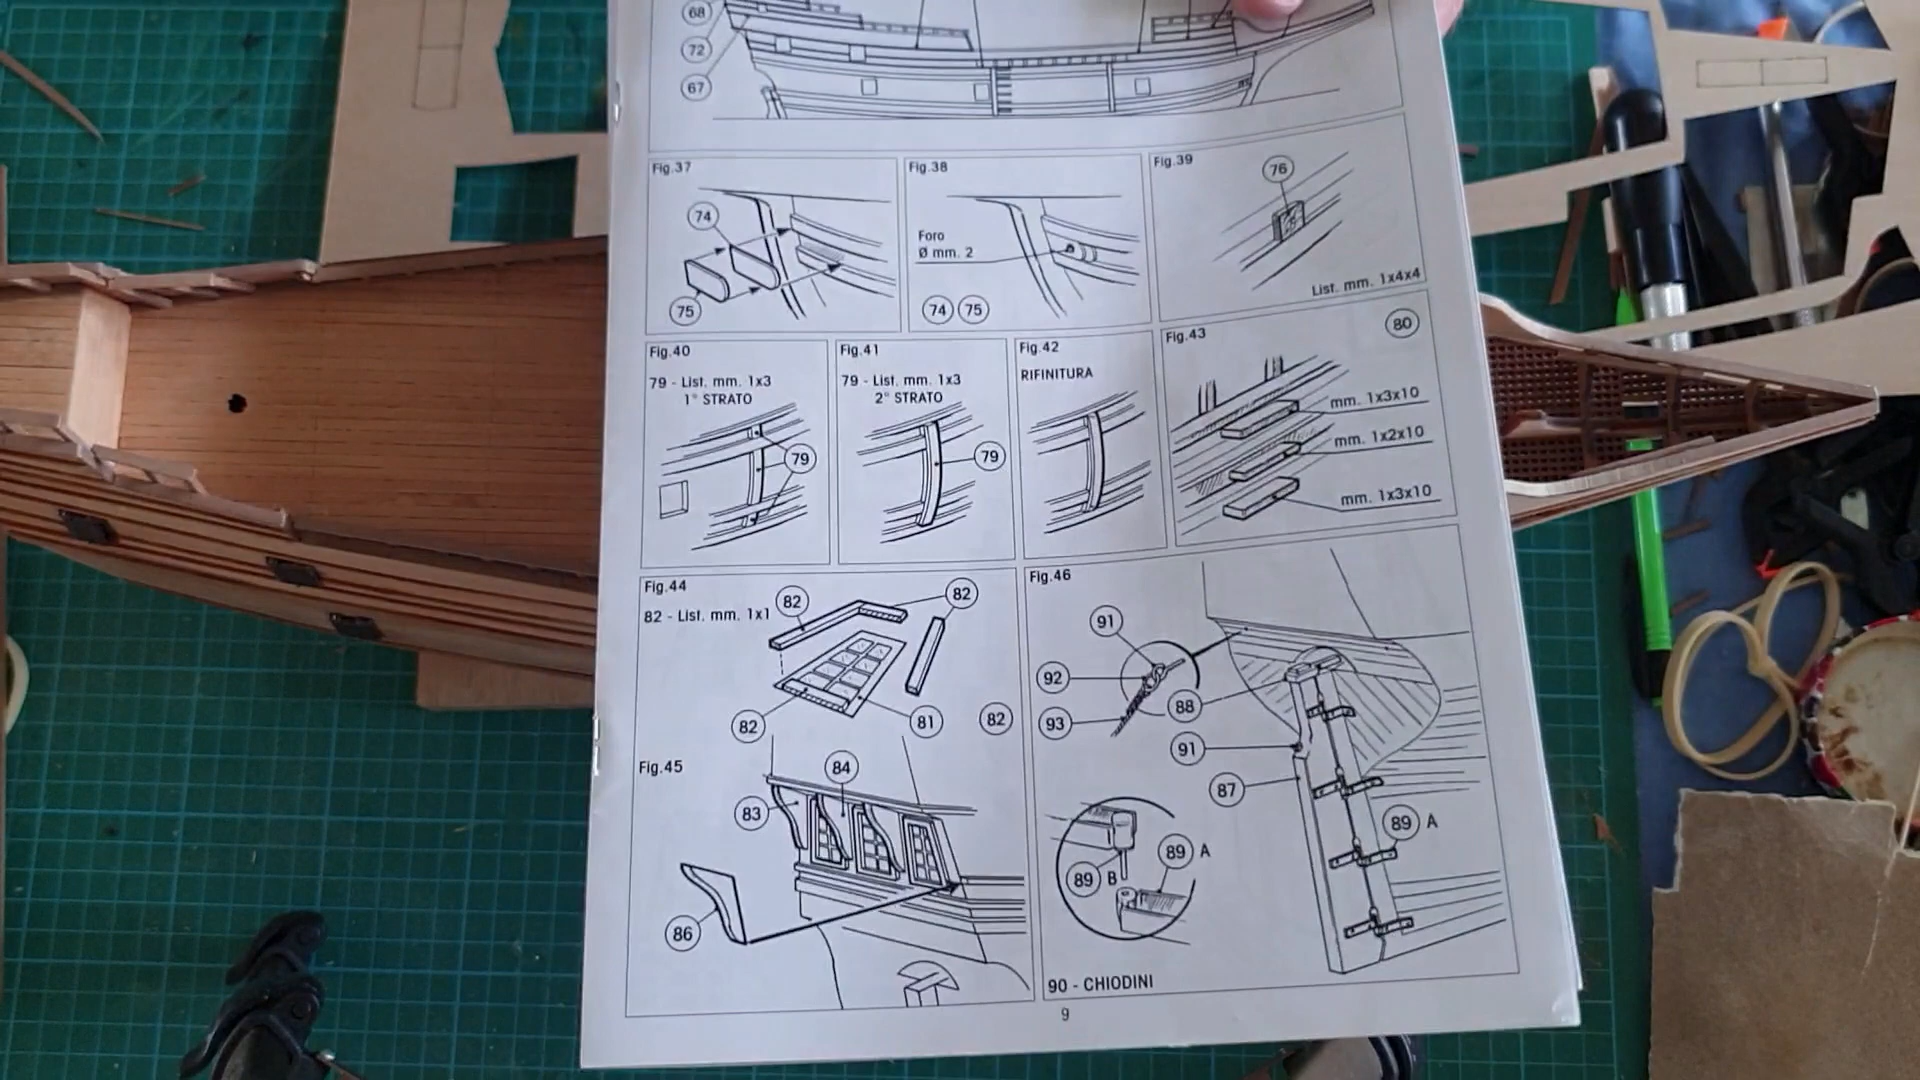 68
72
67
Fig.37
74
75
Fig.38
Foro
Ø mm. 2
74 75
Fig.39
76
List. mm. 1x4x4
Fig.40
79 - List. mm. 1x3
1° STRATO
79
Fig.41
79 - List. mm. 1x3
2° STRATO
79
Fig.42
RIFINITURA
Fig.43
80
mm. 1x3x10
mm. 1x2x10
mm. 1x3x10
Fig.44
82 - List. mm. 1x1
82
82
82
81
82
Fig.45
84
83
86
Fig.46
91
92
93
88
91
87
89 A
89 A
89 B
90 - CHIODINI
9